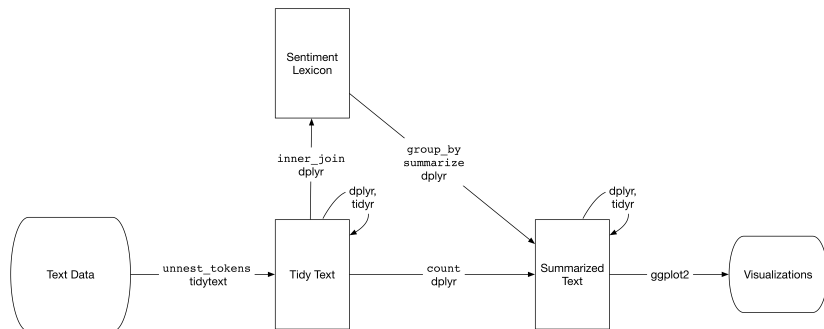 Sentiment
Lexicon
inner_join
dplyr
group_by
summarize
dplyr
dplyr,
tidyr
dplyr,
tidyr
Text Data
unnest_tokens
tidytext
Tidy Text
count
dplyr
Summarized
Text
ggplot2
Visualizations